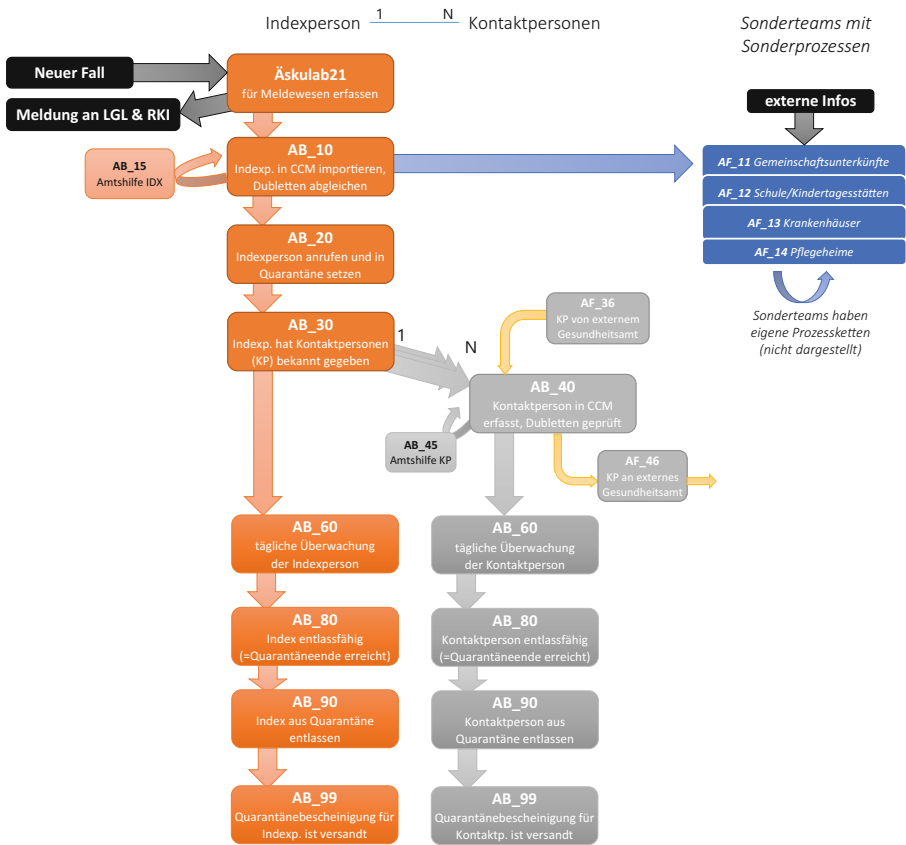 Indexperson 1 N Kontaktpersonen
Sonderteams mit
Sonderprozessen
Neuer Fall
Meldung an LGL & RKI
Äskulab21
für Meldewesen erfassen
externe Infos
AB_15
Amtshilfe IDX
AB_10
Indexp. in CCM importieren,
Dubletten abgleichen
AF_11 Gemeinschaftsunterkünfte
AF_12 Schule/Kindertagesstätten
AF_13 Krankenhäuser
AF_14 Pflegeheime
Sonderteams haben
eigene Prozessketten
(nicht dargestellt)
AB_20
Indexperson anrufen und in
Quarantäne setzen
AB_30
Indexp. hat Kontaktpersonen
(KP) bekannt gegeben
1
N
AF_36
KP von externem
Gesundheitsamt
AB_40
Kontaktperson in CCM
erfasst, Dubletten geprüft
AB_45
Amtshilfe KP
AF_46
KP an externes
Gesundheitsamt
AB_60
tägliche Überwachung
der Indexperson
AB_60
tägliche Überwachung
der Kontaktperson
AB_80
Index entlassfähig
(=Quarantäneende erreicht)
AB_80
Kontaktperson entlassfähig
(=Quarantäneende erreicht)
AB_90
Index aus Quarantäne
entlassen
AB_90
Kontaktperson aus
Quarantäne entlassen
AB_99
Quarantänebescheinigung für
Indexp. ist versandt
AB_99
Quarantänebescheinigung für
Kontaktp. ist versandt